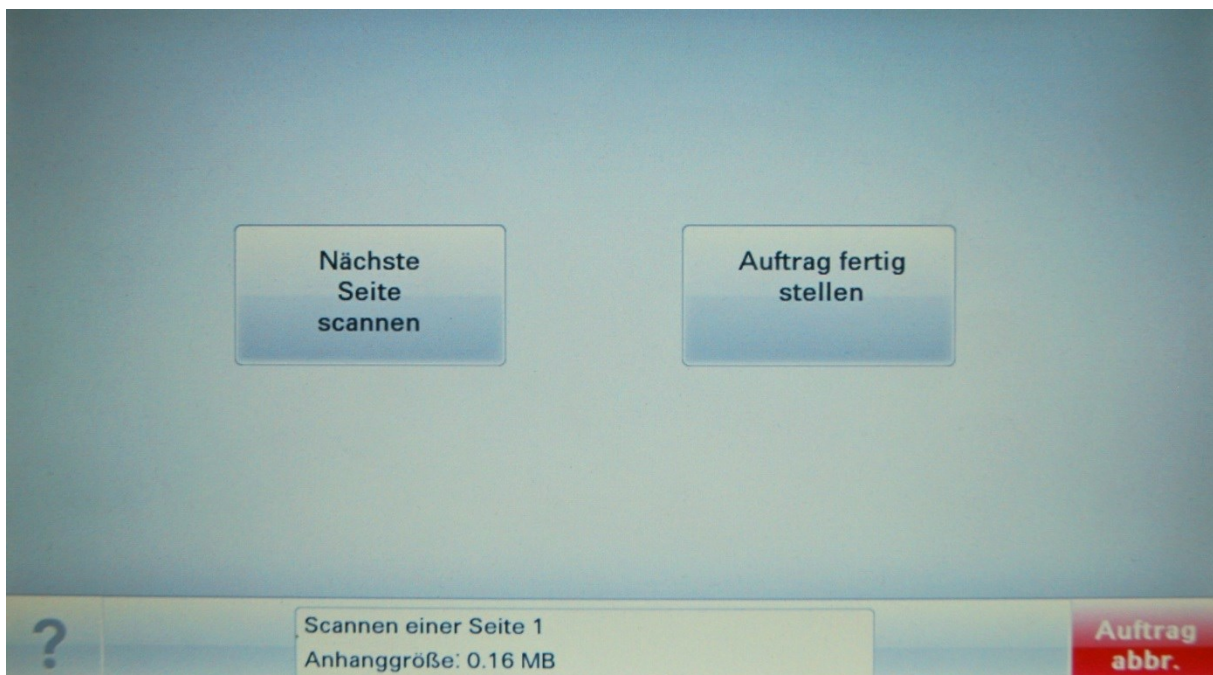 Nächste
Seite
scannen
Auftrag fertig
stellen
?
Scannen einer Seite 1
Anhanggröße: 0.16 MB
Auftrag
abbr.